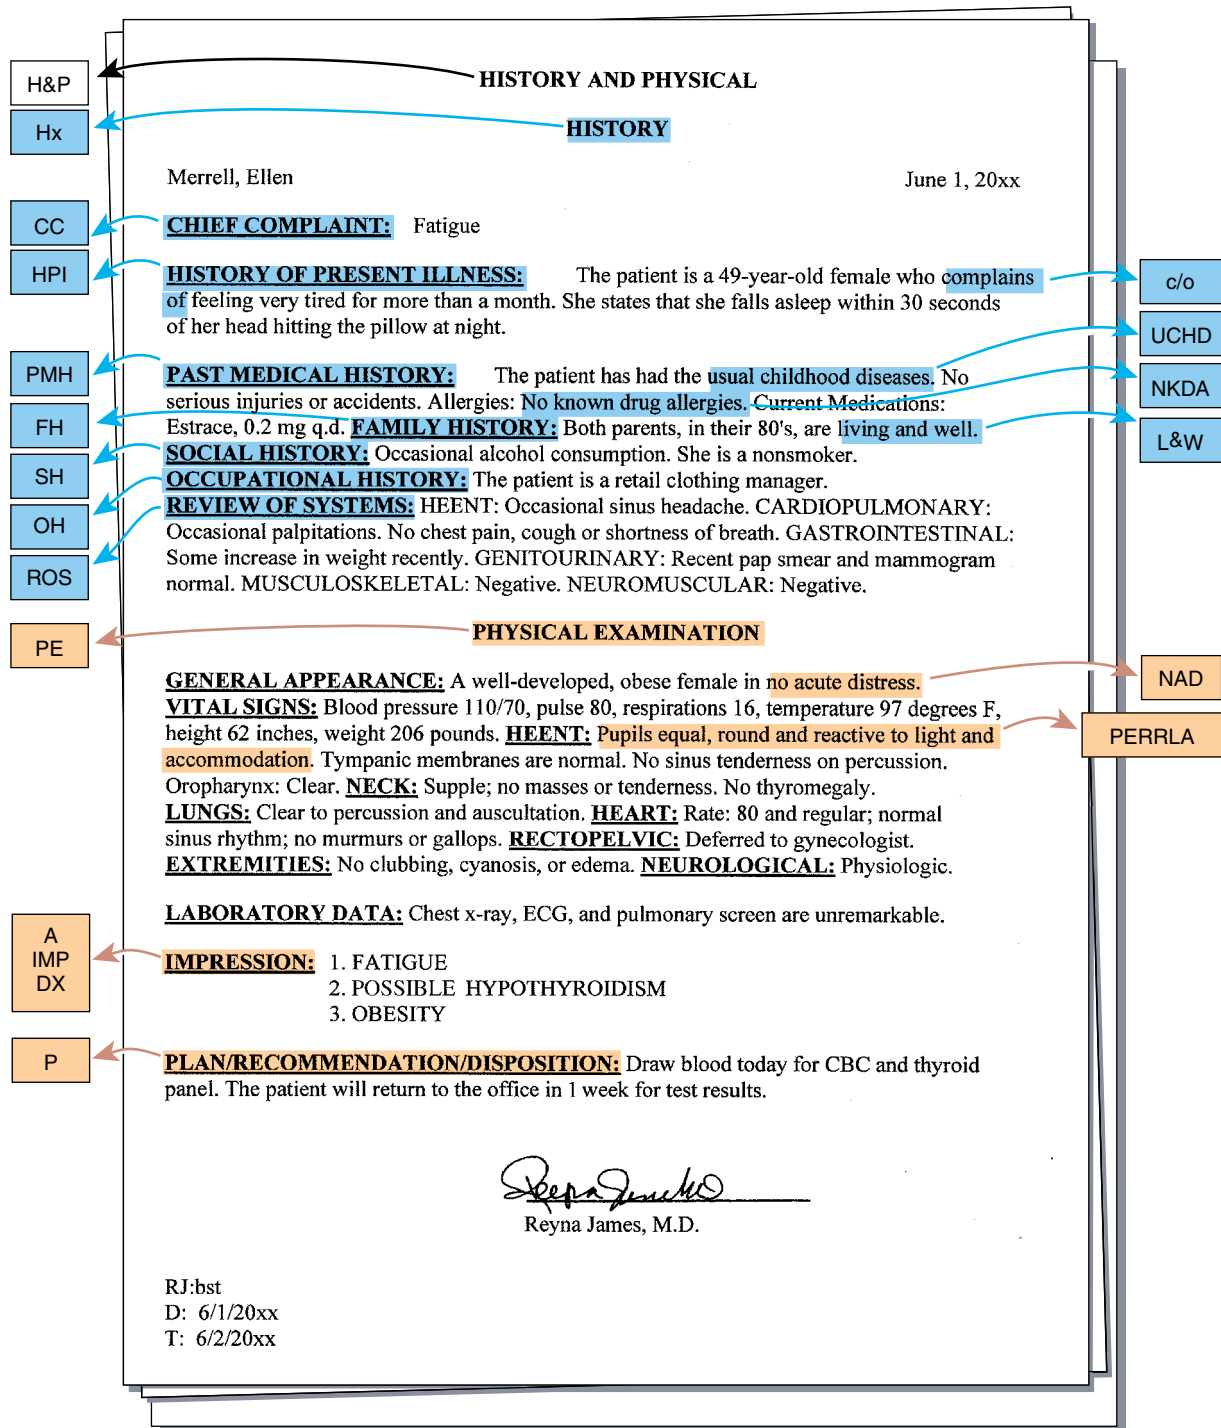 H&P
HISTORY AND PHYSICAL
Hx
HISTORY
Merrell, Ellen
June 1, 20xx
CC
CHIEF COMPLAINT: Fatigue
HPI
HISTORY OF PRESENT ILLNESS: The patient is a 49-year-old female who complains
c/o
of feeling very tired for more than a month. She states that she falls asleep within 30 seconds
of her head hitting the pillow at night.
UCHD
PMH
PAST MEDICAL HISTORY: The patient has had the usual childhood diseases. No
NKDA
serious injuries or accidents. Allergies: No known drug allergies. Current Medications:
FH
Estrace, 0.2 mg q.d. FAMILY HISTORY: Both parents, in their 80's, are living and well.
L&W
SH
SOCIAL HISTORY: Occasional alcohol consumption. She is a nonsmoker.
OH
OCCUPATIONAL HISTORY: The patient is a retail clothing manager.
ROS
REVIEW OF SYSTEMS: HEENT: Occasional sinus headache. CARDIOPULMONARY:
Occasional palpitations. No chest pain, cough or shortness of breath. GASTROINTESTINAL:
Some increase in weight recently. GENITOURINARY: Recent pap smear and mammogram
normal. MUSCULOSKELETAL: Negative. NEUROMUSCULAR: Negative.
PE
PHYSICAL EXAMINATION
GENERAL APPEARANCE: A well-developed, obese female in no acute distress.
NAD
VITAL SIGNS: Blood pressure 110/70, pulse 80, respirations 16, temperature 97 degrees F,
height 62 inches, weight 206 pounds. HEENT: Pupils equal, round and reactive to light and
PERRLA
accommodation. Tympanic membranes are normal. No sinus tenderness on percussion.
Oropharynx: Clear. NECK: Supple; no masses or tenderness. No thyromegaly.
LUNGS: Clear to percussion and auscultation. HEART: Rate: 80 and regular; normal
sinus rhythm; no murmurs or gallops. RECTOPELVIC: Deferred to gynecologist.
EXTREMITIES: No clubbing, cyanosis, or edema. NEUROLOGICAL: Physiologic.
LABORATORY DATA: Chest x-ray, ECG, and pulmonary screen are unremarkable.
A
IMP
DX
IMPRESSION: 1. FATIGUE
2. POSSIBLE HYPOTHYROIDISM
3. OBESITY
P
PLAN/RECOMMENDATION/DISPOSITION: Draw blood today for CBC and thyroid
panel. The patient will return to the office in 1 week for test results.
Reyna James, M.D.
RJ:bst
D: 6/1/20xx
T: 6/2/20xx